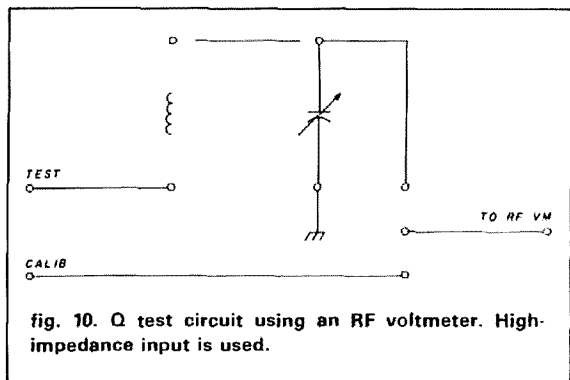 TEST
TO RF VM
CALIB
fig. 10. Q test circuit using an RF voltmeter. High-
impedance input is used.